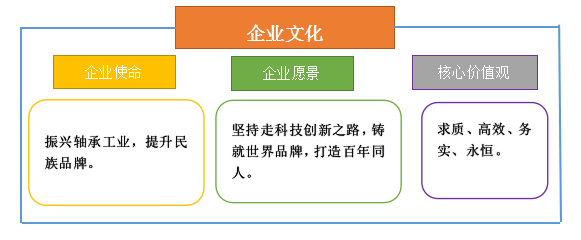 企业文化
企业使命
企业愿景
核心价值观
振兴轴承工业，提升民
族品牌。
坚持走科技创新之路，铸
就世界品牌，打造百年同
人。
求质、高效、务
实、永恒。